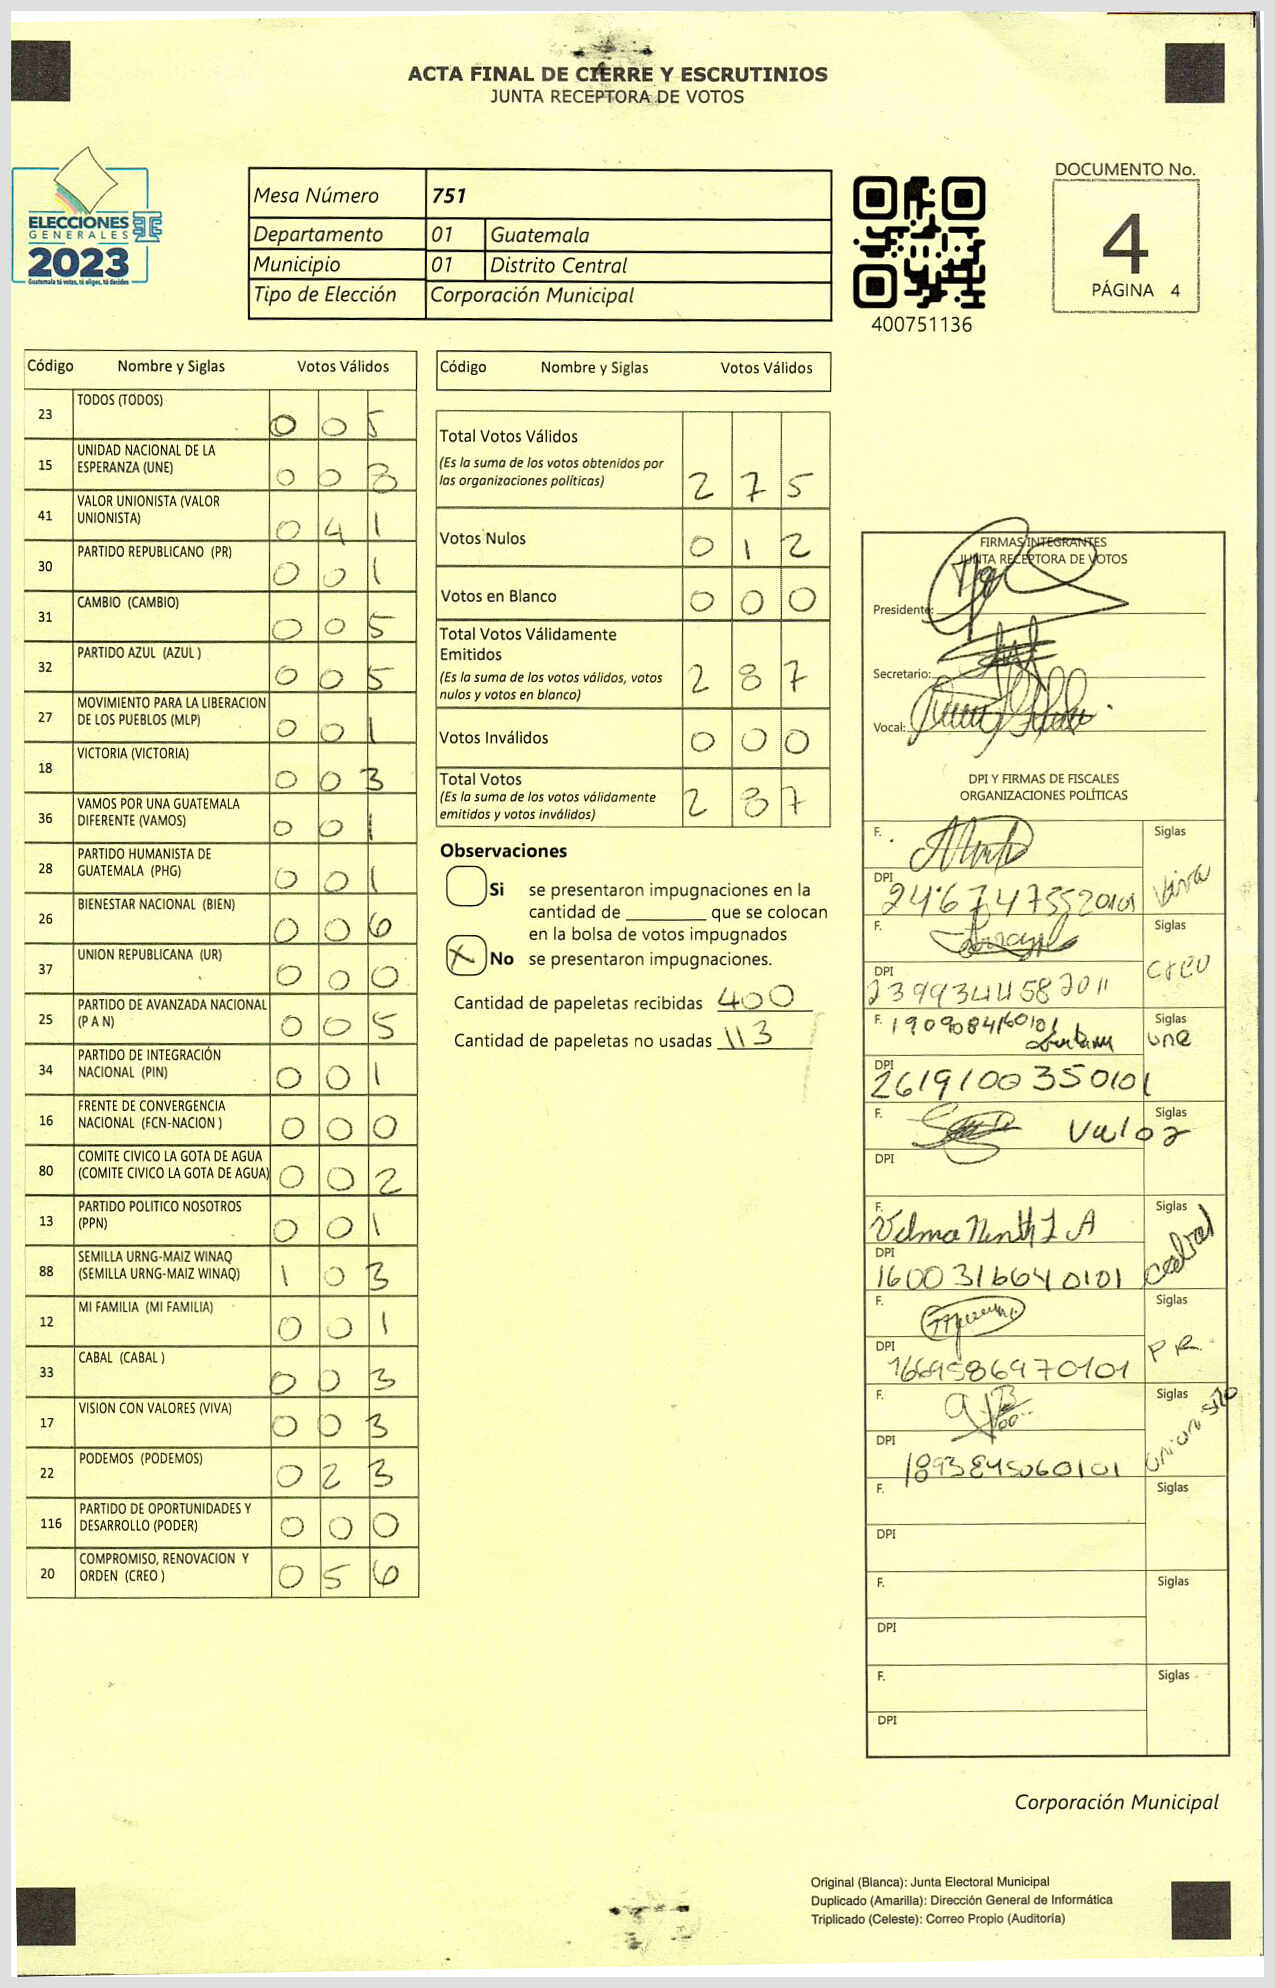 ACTA FINAL DE CIERRE Y ESCRUTINIOS
JUNTA RECEPTORA DE VOTOS
ELECCIONES
GENERALES
2023
Guatemala tú votas, tú eliges, tú decides
Mesa Número 751
Departamento 01 Guatemala
Municipio 01 Distrito Central
Tipo de Elección Corporación Municipal
400751136
DOCUMENTO No.
4
PÁGINA 4
Código Nombre y Siglas Votos Válidos
23 TODOS (TODOS) 0 0 5
15 UNIDAD NACIONAL DE LA ESPERANZA (UNE) 0 0 8
41 VALOR UNIONISTA (VALOR UNIONISTA) 0 4 1
30 PARTIDO REPUBLICANO (PR) 0 0 1
31 CAMBIO (CAMBIO) 0 0 5
32 PARTIDO AZUL (AZUL ) 0 0 5
27 MOVIMIENTO PARA LA LIBERACION DE LOS PUEBLOS (MLP) 0 0 1
18 VICTORIA (VICTORIA) 0 0 3
36 VAMOS POR UNA GUATEMALA DIFERENTE (VAMOS) 0 0 1
28 PARTIDO HUMANISTA DE GUATEMALA (PHG) 0 0 1
26 BIENESTAR NACIONAL (BIEN) 0 0 6
37 UNION REPUBLICANA (UR) 0 0 0
25 PARTIDO DE AVANZADA NACIONAL (P A N) 0 0 5
34 PARTIDO DE INTEGRACIÓN NACIONAL (PIN) 0 0 1
16 FRENTE DE CONVERGENCIA NACIONAL (FCN-NACION ) 0 0 0
80 COMITE CIVICO LA GOTA DE AGUA (COMITE CIVICO LA GOTA DE AGUA) 0 0 2
13 PARTIDO POLITICO NOSOTROS (PPN) 0 0 1
88 SEMILLA URNG-MAIZ WINAQ (SEMILLA URNG-MAIZ WINAQ) 1 0 3
12 MI FAMILIA (MI FAMILIA) 0 0 1
33 CABAL (CABAL ) 0 0 3
17 VISION CON VALORES (VIVA) 0 0 3
22 PODEMOS (PODEMOS) 0 2 3
116 PARTIDO DE OPORTUNIDADES Y DESARROLLO (PODER) 0 0 0
20 COMPROMISO, RENOVACION Y ORDEN (CREO ) 0 5 6
Código Nombre y Siglas Votos Válidos
Total Votos Válidos
(Es la suma de los votos obtenidos por
las organizaciones políticas) 2 7 5
Votos Nulos 0 1 2
Votos en Blanco 0 0 0
Total Votos Válidamente
Emitidos
(Es la suma de los votos válidos, votos
nulos y votos en blanco) 2 8 7
Votos Inválidos 0 0 0
Total Votos
(Es la suma de los votos válidamente
emitidos y votos inválidos) 2 8 7
Observaciones
Si se presentaron impugnaciones en la
cantidad de ________ que se colocan
en la bolsa de votos impugnados
X No se presentaron impugnaciones.
Cantidad de papeletas recibidas 400
Cantidad de papeletas no usadas 113
FIRMAS INTEGRANTES
JUNTA RECEPTORA DE VOTOS
Presidente:
Secretario:
Vocal:
DPI Y FIRMAS DE FISCALES
ORGANIZACIONES POLÍTICAS
F. Siglas
DPI Viva
F. Siglas
DPI creo
F. 1909084160101 Siglas
une
DPI 2619100350101
F. Siglas
Valor
DPI
F. Siglas
Velma
DPI 1600316640101 cabal
F. Siglas
DPI 1669586970101 P R.
F. Siglas
DPI 1893845060101 unionista
F. Siglas
DPI
F. Siglas
DPI
F. Siglas
DPI
Corporación Municipal
Original (Blanca): Junta Electoral Municipal
Duplicado (Amarilla): Dirección General de Informática
Triplicado (Celeste): Correo Propio (Auditoría)